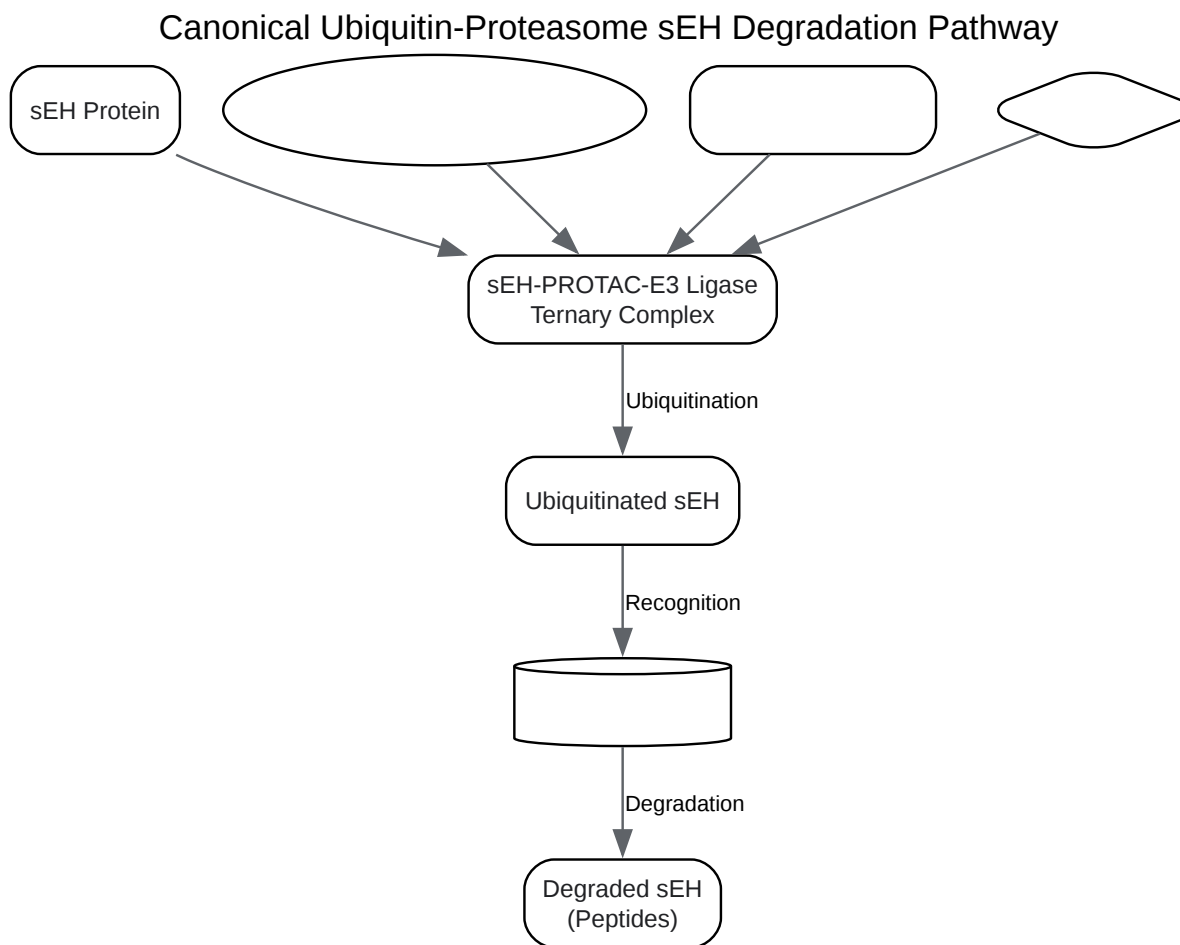 Canonical Ubiquitin-Proteasome sEH Degradation Pathway
sEH Protein
sEH-PROTAC-E3 Ligase
Ternary Complex
Ubiquitination
Ubiquitinated sEH
Recognition
Degradation
Degraded sEH
(Peptides)